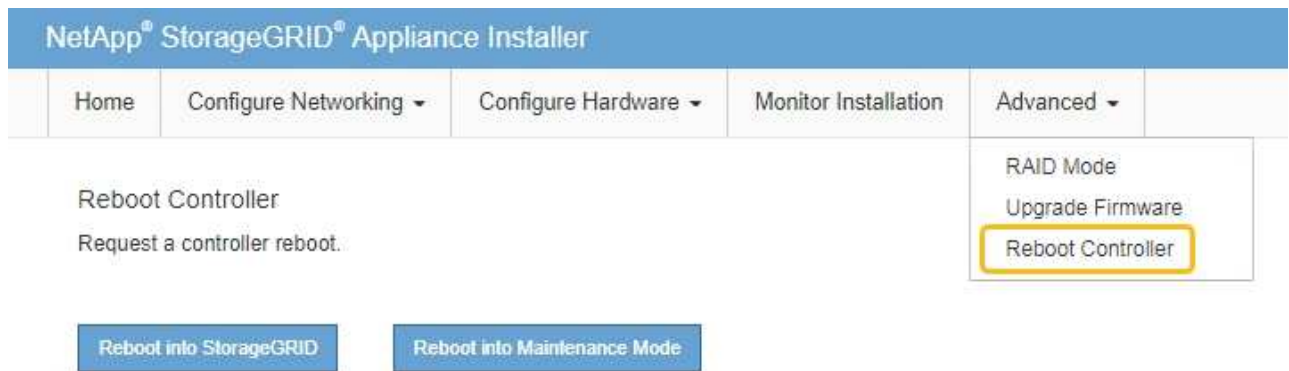 NetApp® StorageGRID® Appliance Installer
Home Configure Networking Configure Hardware Monitor Installation Advanced
RAID Mode
Upgrade Firmware
Reboot Controller
Reboot Controller
Request a controller reboot.
Reboot into StorageGRID Reboot into Maintenance Mode